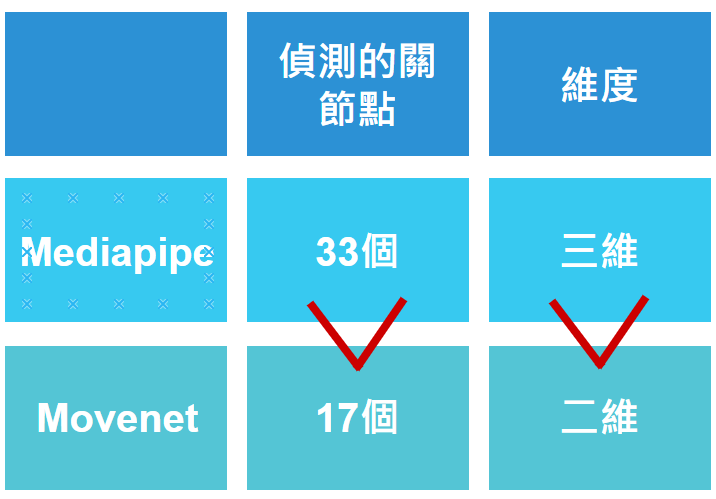 偵測的關
節點
維度
Mediapipe
33個
三維
Movenet
17個
二維